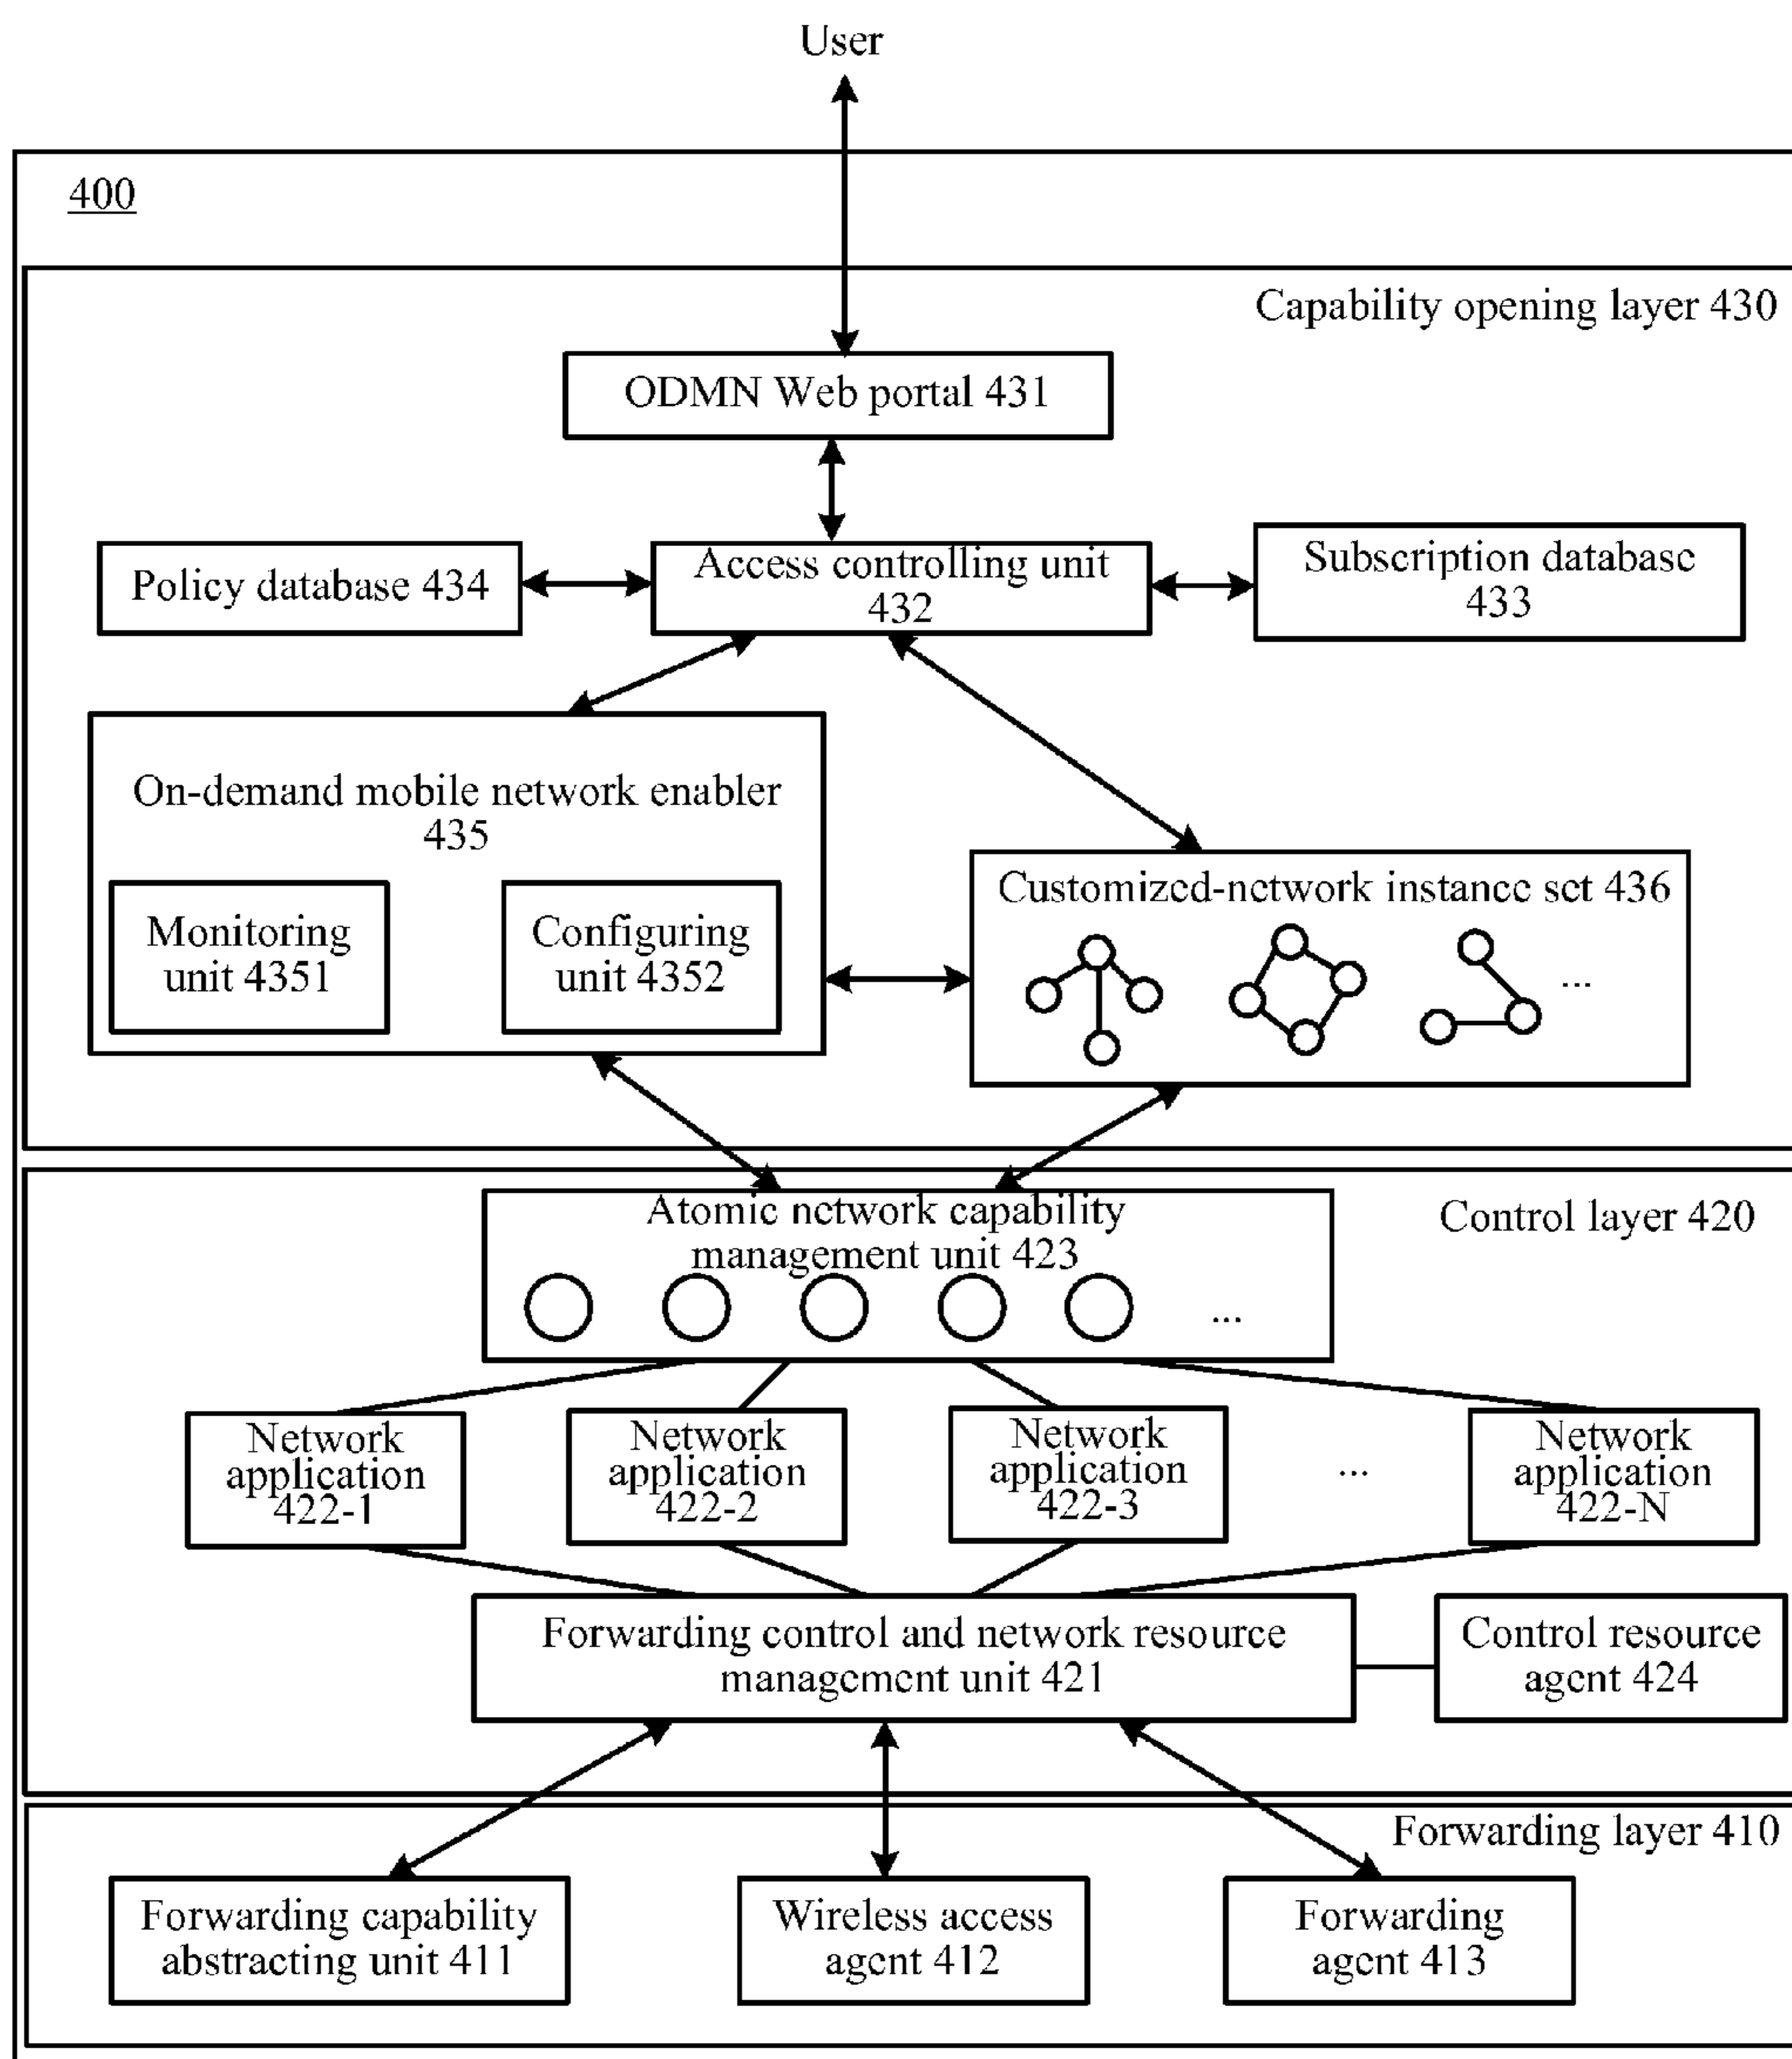 User
400
Capability opening layer 430
ODMN Web portal 431
Policy database 434
Access controlling unit
432
Subscription database
433
On-demand mobile network enabler
435
Monitoring
unit 4351
Configuring
unit 4352
Customized-network instance set 436
...
Atomic network capability
management unit 423
...
Control layer 420
Network
application
422-1
Network
application
422-2
Network
application
422-3
...
Network
application
422-N
Forwarding control and network resource
management unit 421
Control resource
agent 424
Forwarding layer 410
Forwarding capability
abstracting unit 411
Wireless access
agent 412
Forwarding
agent 413